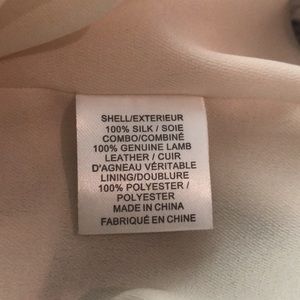 SHELL/EXTERIEUR
100% SILK / SOIE
COMBO/COMBINÉ
100% GENUINE LAMB
LEATHER / CUIR
D'AGNEAU VÉRITABLE
LINING/DOUBLURE
100% POLYESTER /
POLYESTER
MADE IN CHINA
FABRIQUÉ EN CHINE